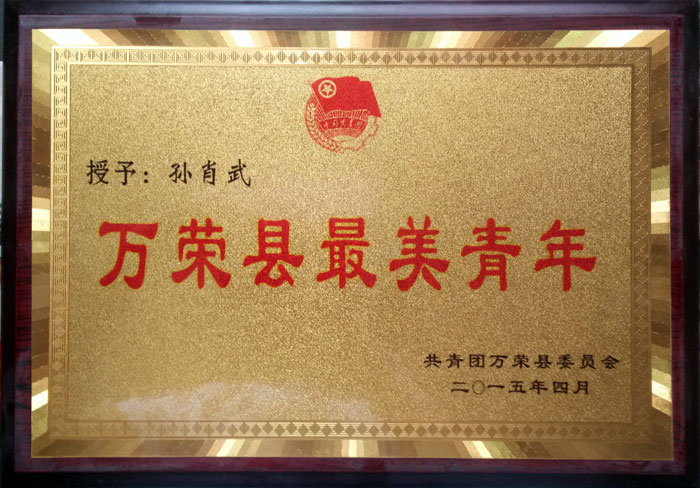 授予：孙肖武
万荣县最美青年
共青团万荣县委员会
二〇一五年四月